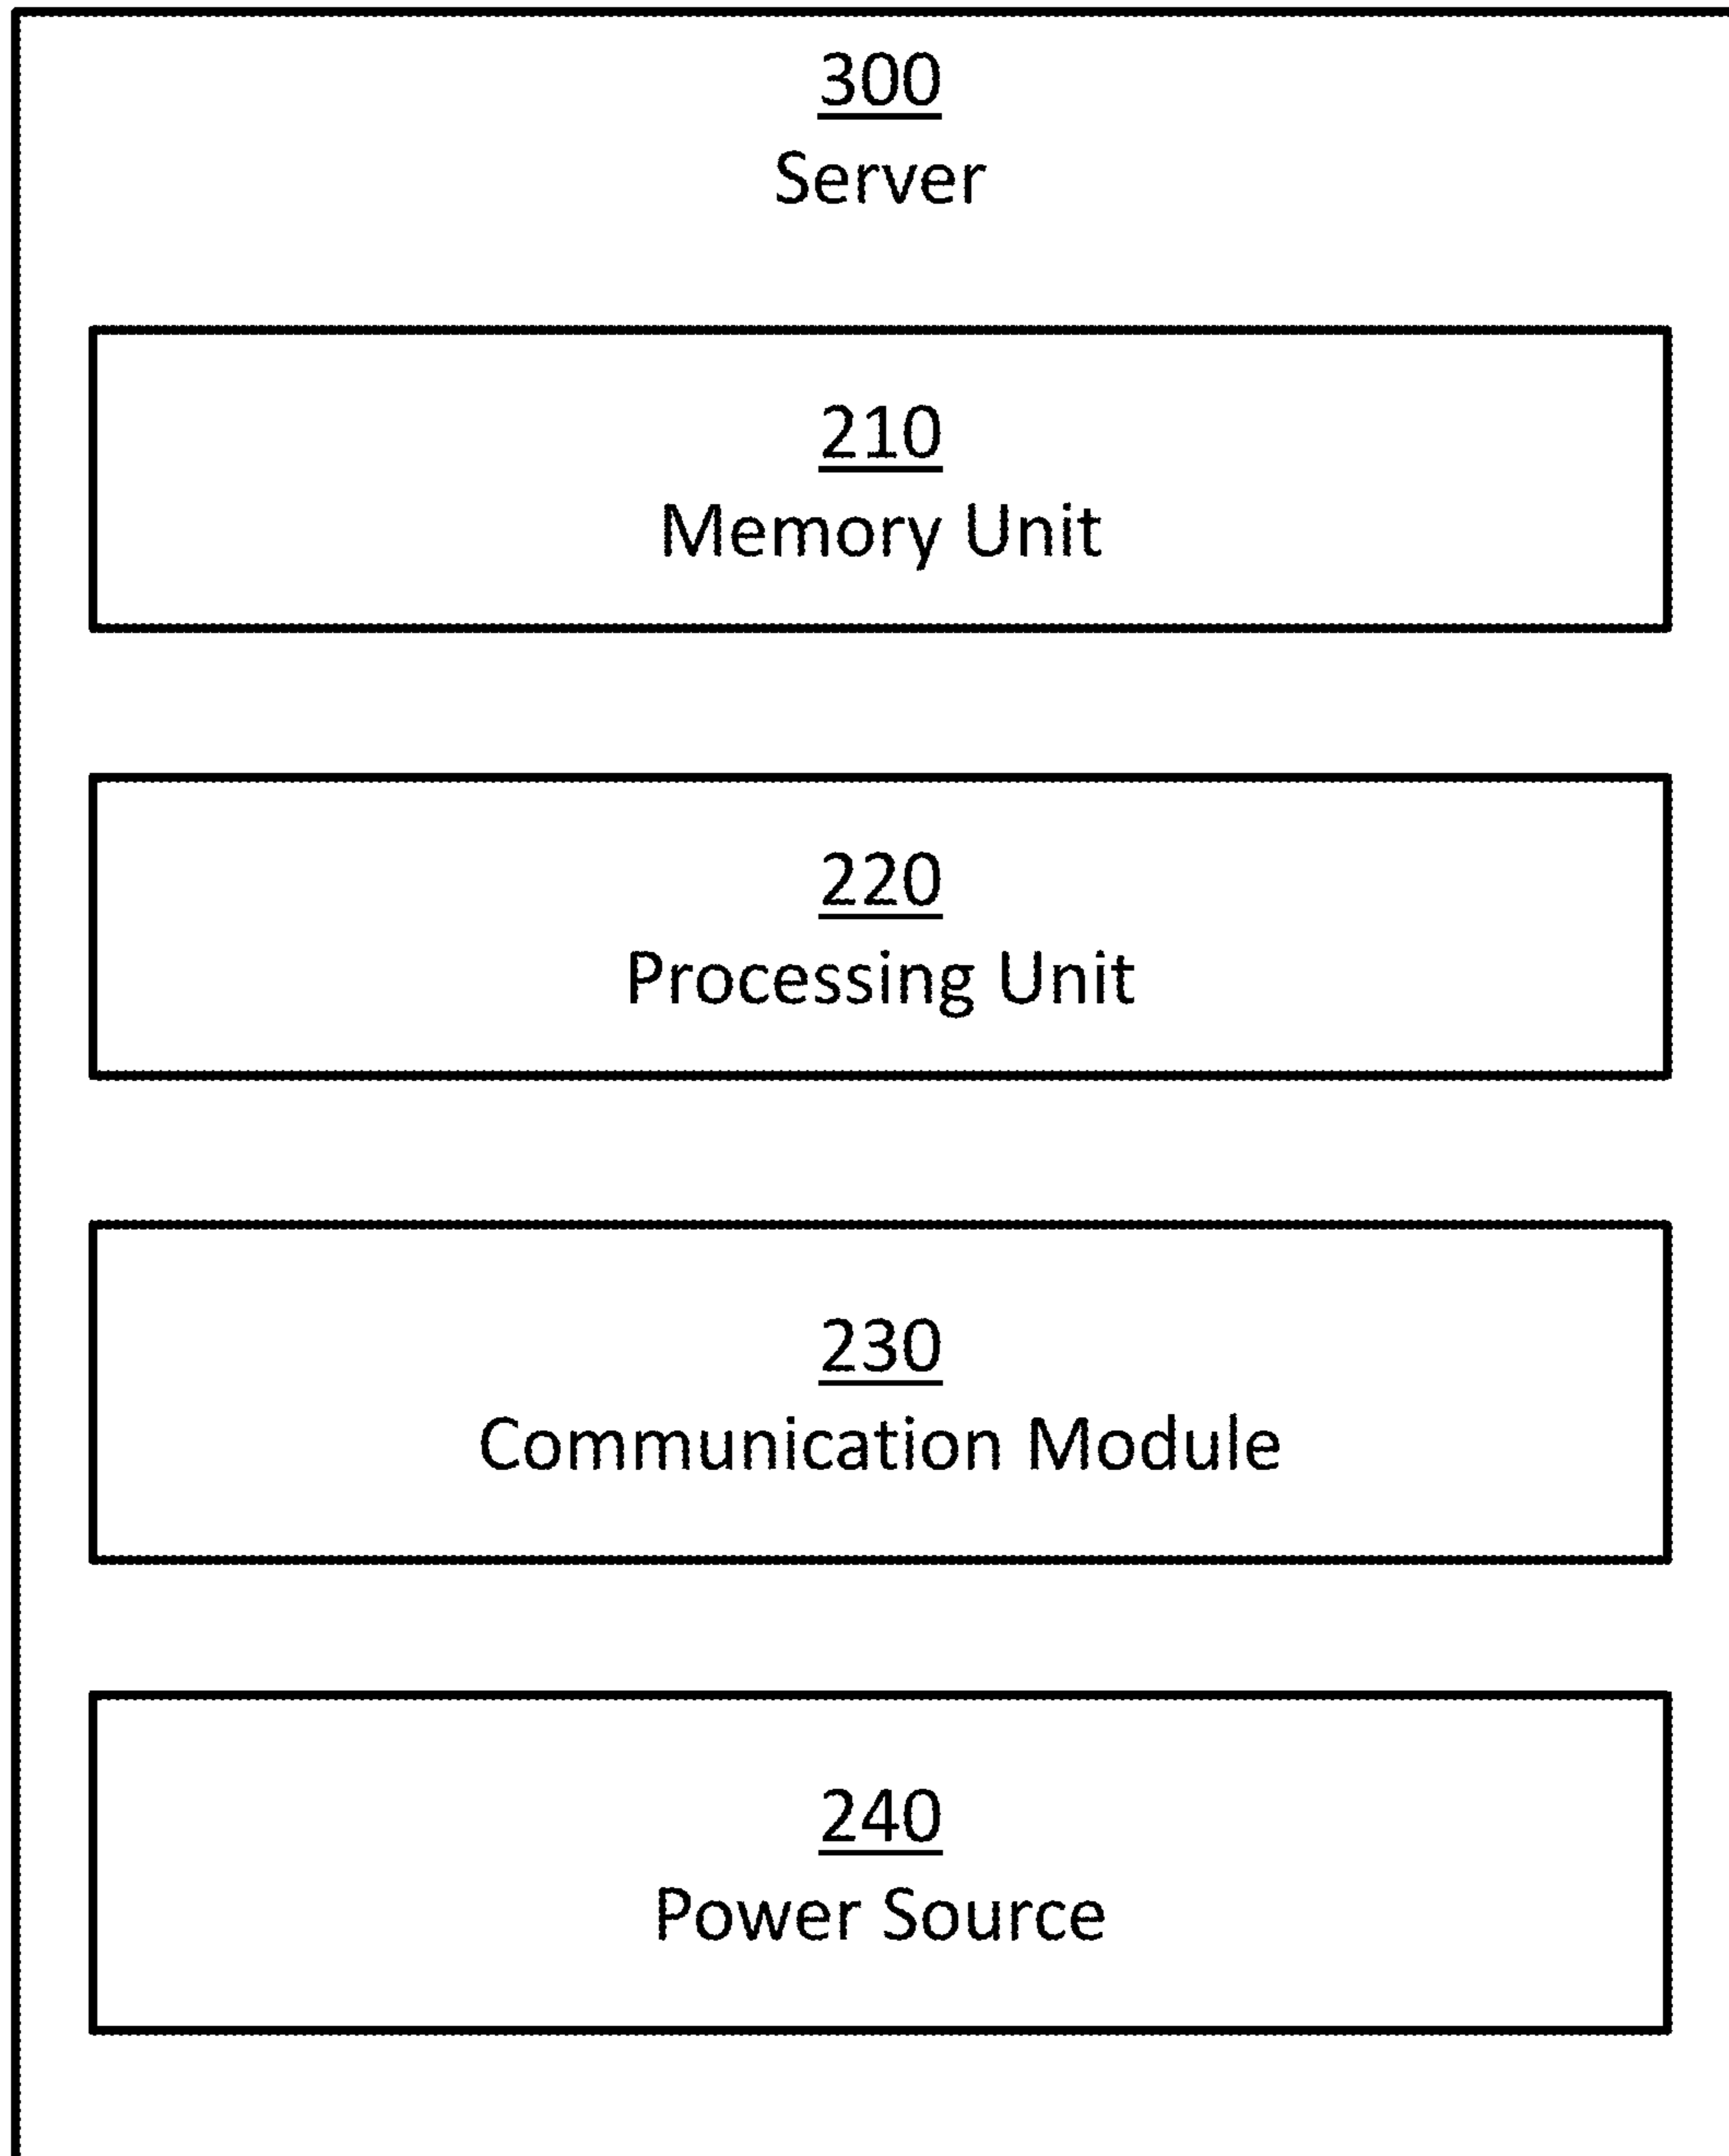 300
Server
210
Memory Unit
220
Processing Unit
230
Communication Module
240
Power Source